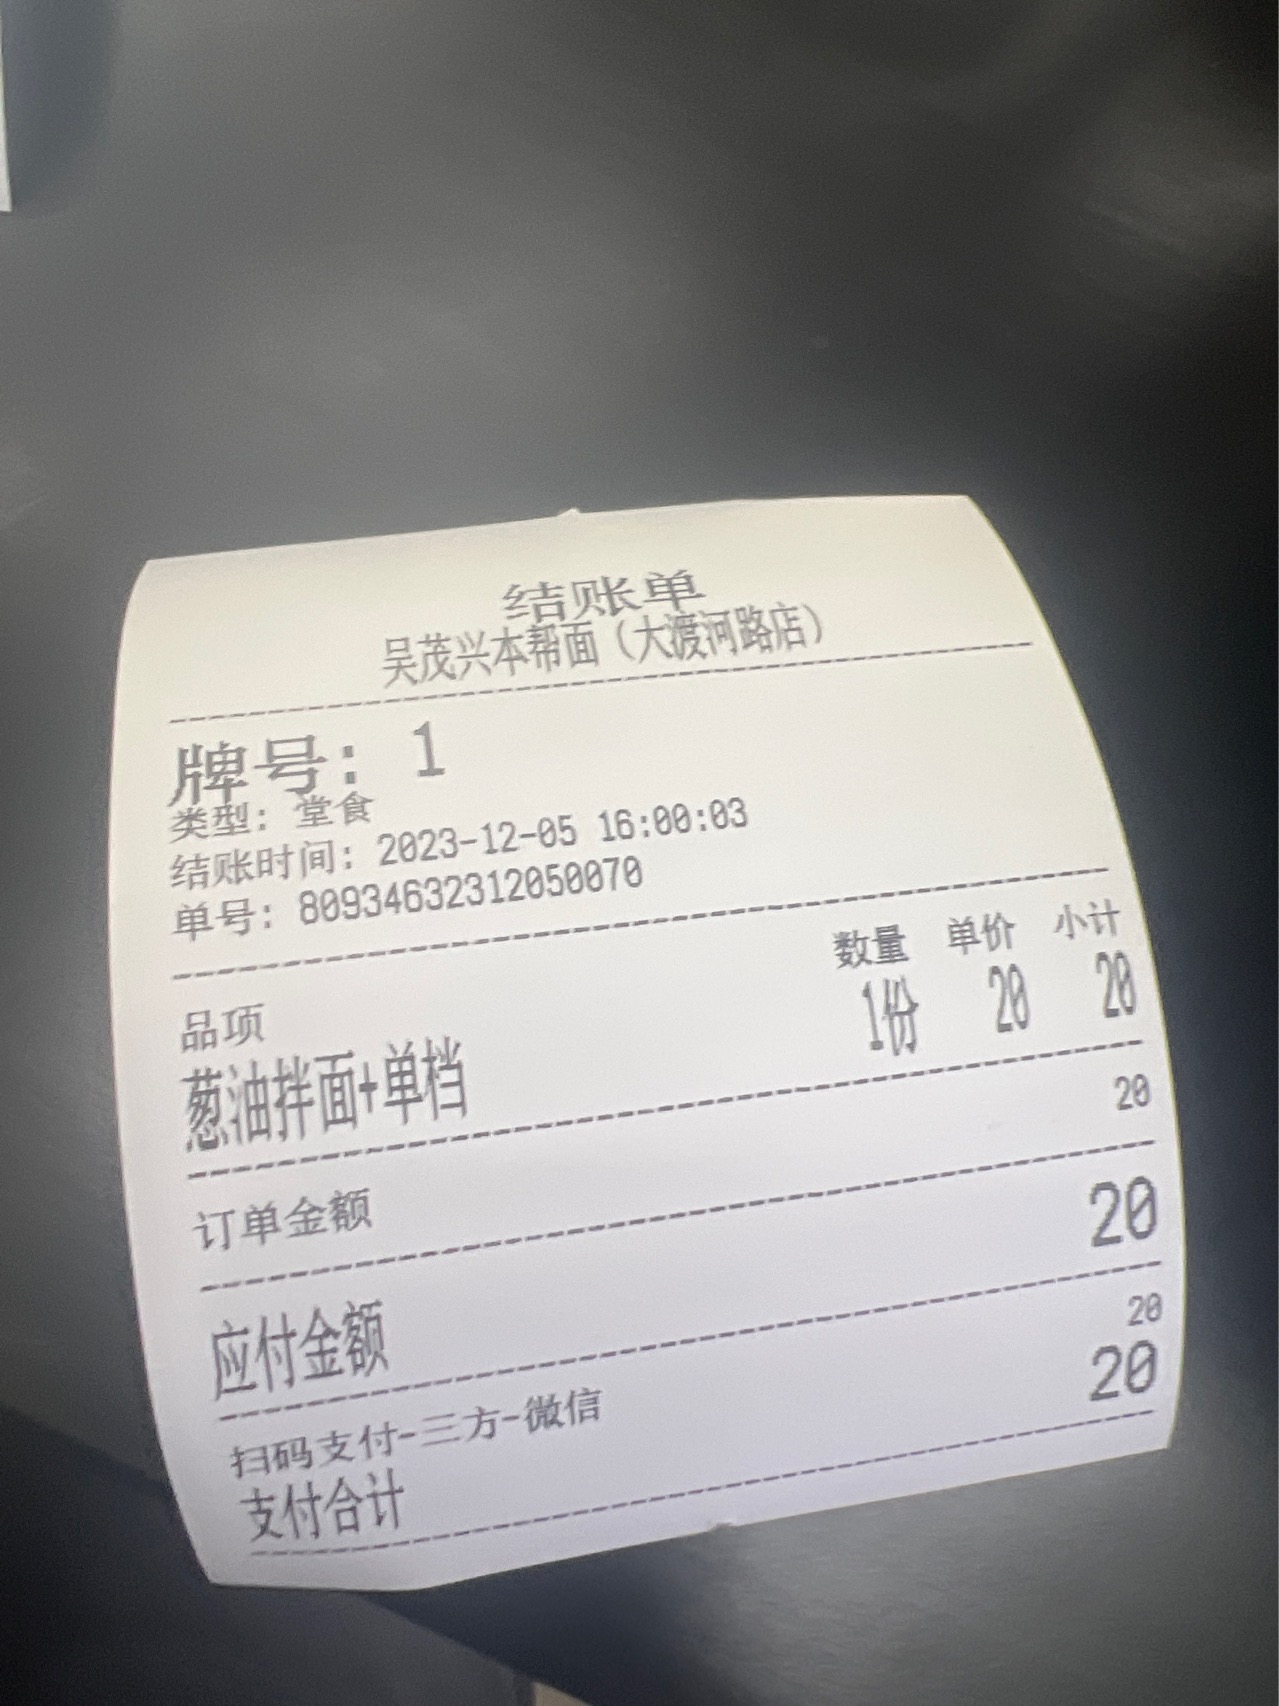 结账单
吴茂兴本帮面（大渡河路店）
牌号：1
类型：堂食
结账时间：2023-12-05 16:00:03
单号：80934632312050070
品项 数量 单价 小计
葱油拌面+单档 1份 20 20
订单金额 20
应付金额 20
扫码支付-三方-微信 20
支付合计 20